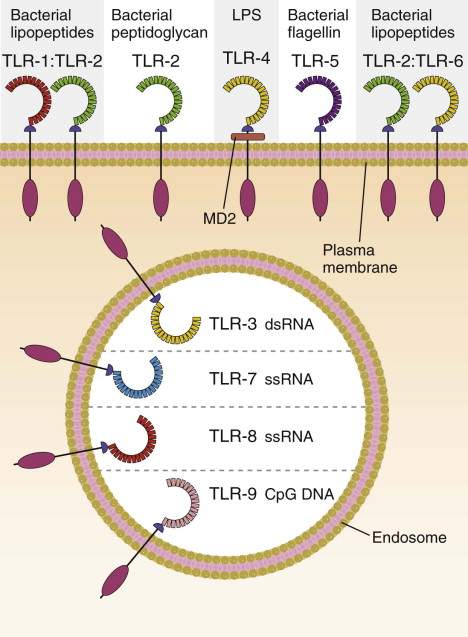 Bacterial
lipopeptides
TLR-1:TLR-2
Bacterial
peptidoglycan
TLR-2
LPS
TLR-4
Bacterial
flagellin
TLR-5
Bacterial
lipopeptides
TLR-2:TLR-6
MD2
Plasma
membrane
TLR-3 dsRNA
TLR-7 ssRNA
TLR-8 ssRNA
TLR-9 CpG DNA
Endosome